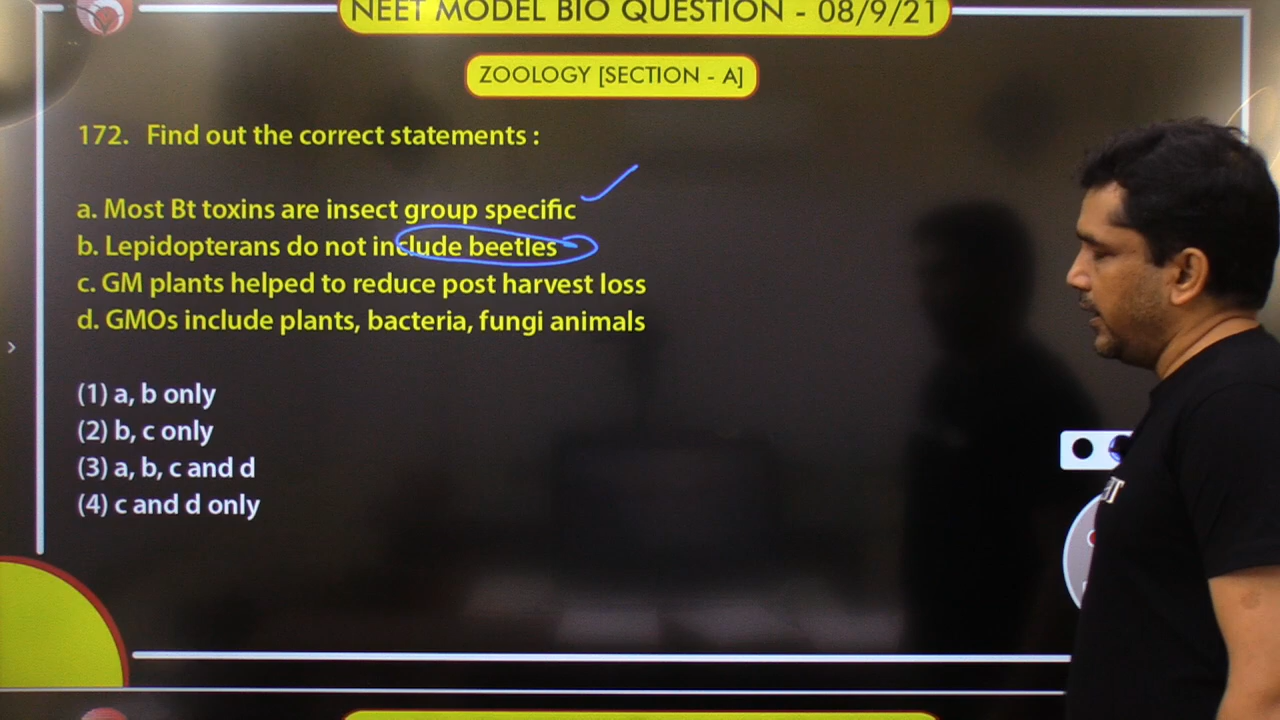 NEET MODEL BIO QUESTION - 08/9/21
ZOOLOGY [SECTION - A]
172. Find out the correct statements :
a. Most Bt toxins are insect group specific
b. Lepidopterans do not include beetles
c. GM plants helped to reduce post harvest loss
d. GMOs include plants, bacteria, fungi animals
(1) a, b only
(2) b, c only
(3) a, b, c and d
(4) c and d only